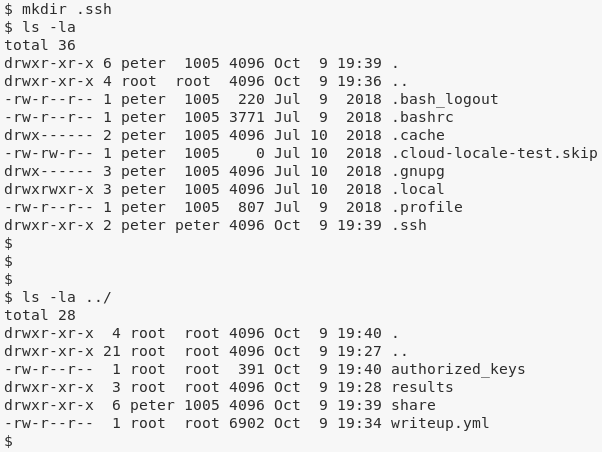 $ mkdir .ssh
$ ls -la
total 36
drwxr-xr-x 6 peter  1005 4096 Oct  9 19:39 .
drwxr-xr-x 4 root  root  4096 Oct  9 19:36 ..
-rw-r--r-- 1 peter  1005  220 Jul  9  2018 .bash_logout
-rw-r--r-- 1 peter  1005 3771 Jul  9  2018 .bashrc
drwx------ 2 peter  1005 4096 Jul 10  2018 .cache
-rw-rw-r-- 1 peter  1005    0 Jul 10  2018 .cloud-locale-test.skip
drwx------ 3 peter  1005 4096 Jul 10  2018 .gnupg
drwxrwxr-x 3 peter  1005 4096 Jul 10  2018 .local
-rw-r--r-- 1 peter  1005  807 Jul  9  2018 .profile
drwxr-xr-x 2 peter peter 4096 Oct  9 19:39 .ssh
$
$
$
$ ls -la ../
total 28
drwxr-xr-x  4 root  root 4096 Oct  9 19:40 .
drwxr-xr-x 21 root  root 4096 Oct  9 19:27 ..
-rw-r--r--  1 root  root  391 Oct  9 19:40 authorized_keys
drwxr-xr-x  3 root  root 4096 Oct  9 19:28 results
drwxr-xr-x  6 peter 1005 4096 Oct  9 19:39 share
-rw-r--r--  1 root  root 6902 Oct  9 19:34 writeup.yml
$